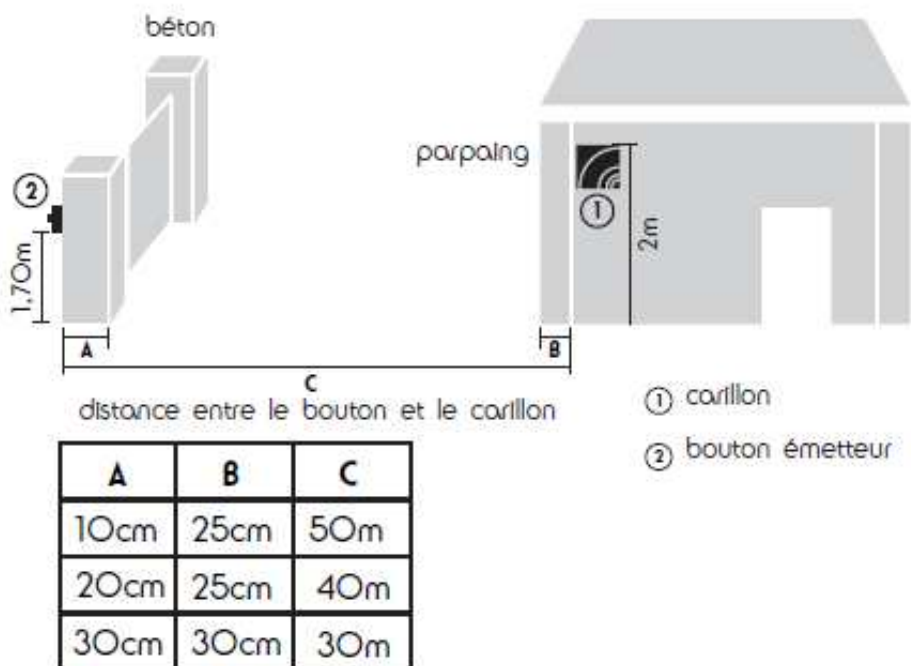 béton
parpaing
2
1
1,70m
2m
A
B
C
distance entre le bouton et le carillon
1 carillon
2 bouton émetteur
A B C
10cm 25cm 50m
20cm 25cm 40m
30cm 30cm 30m